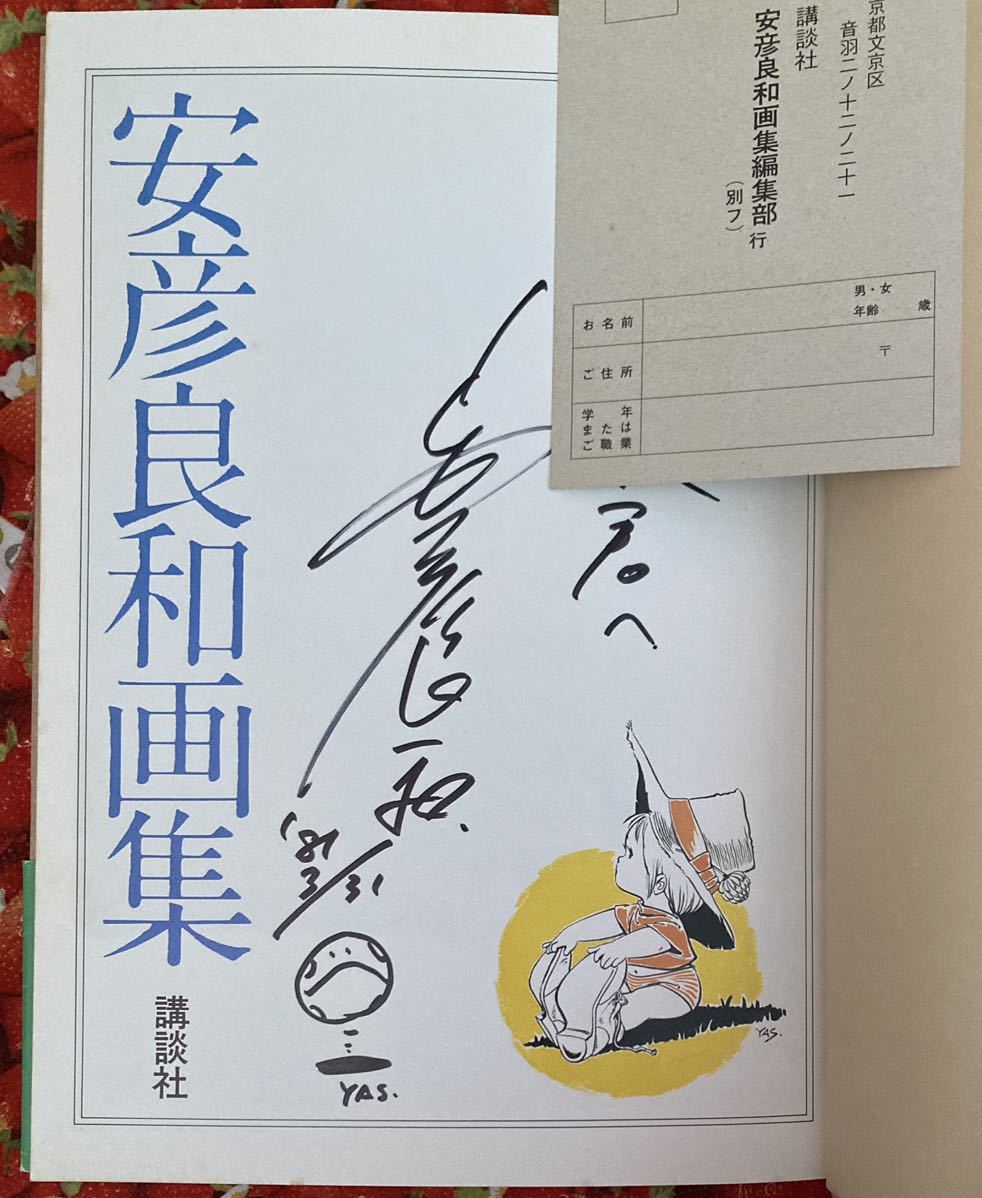 安彦良和画集
講談社
京都文京区
音羽二ノ十二ノ二十一
講談社
安彦良和画集編集部 行
(別フ)
お名前
男・女
年齢 歳
ご住所
〒
学年
または
ご職業
君へ
安彦良和
'81 3/31
YAS.
YAS.